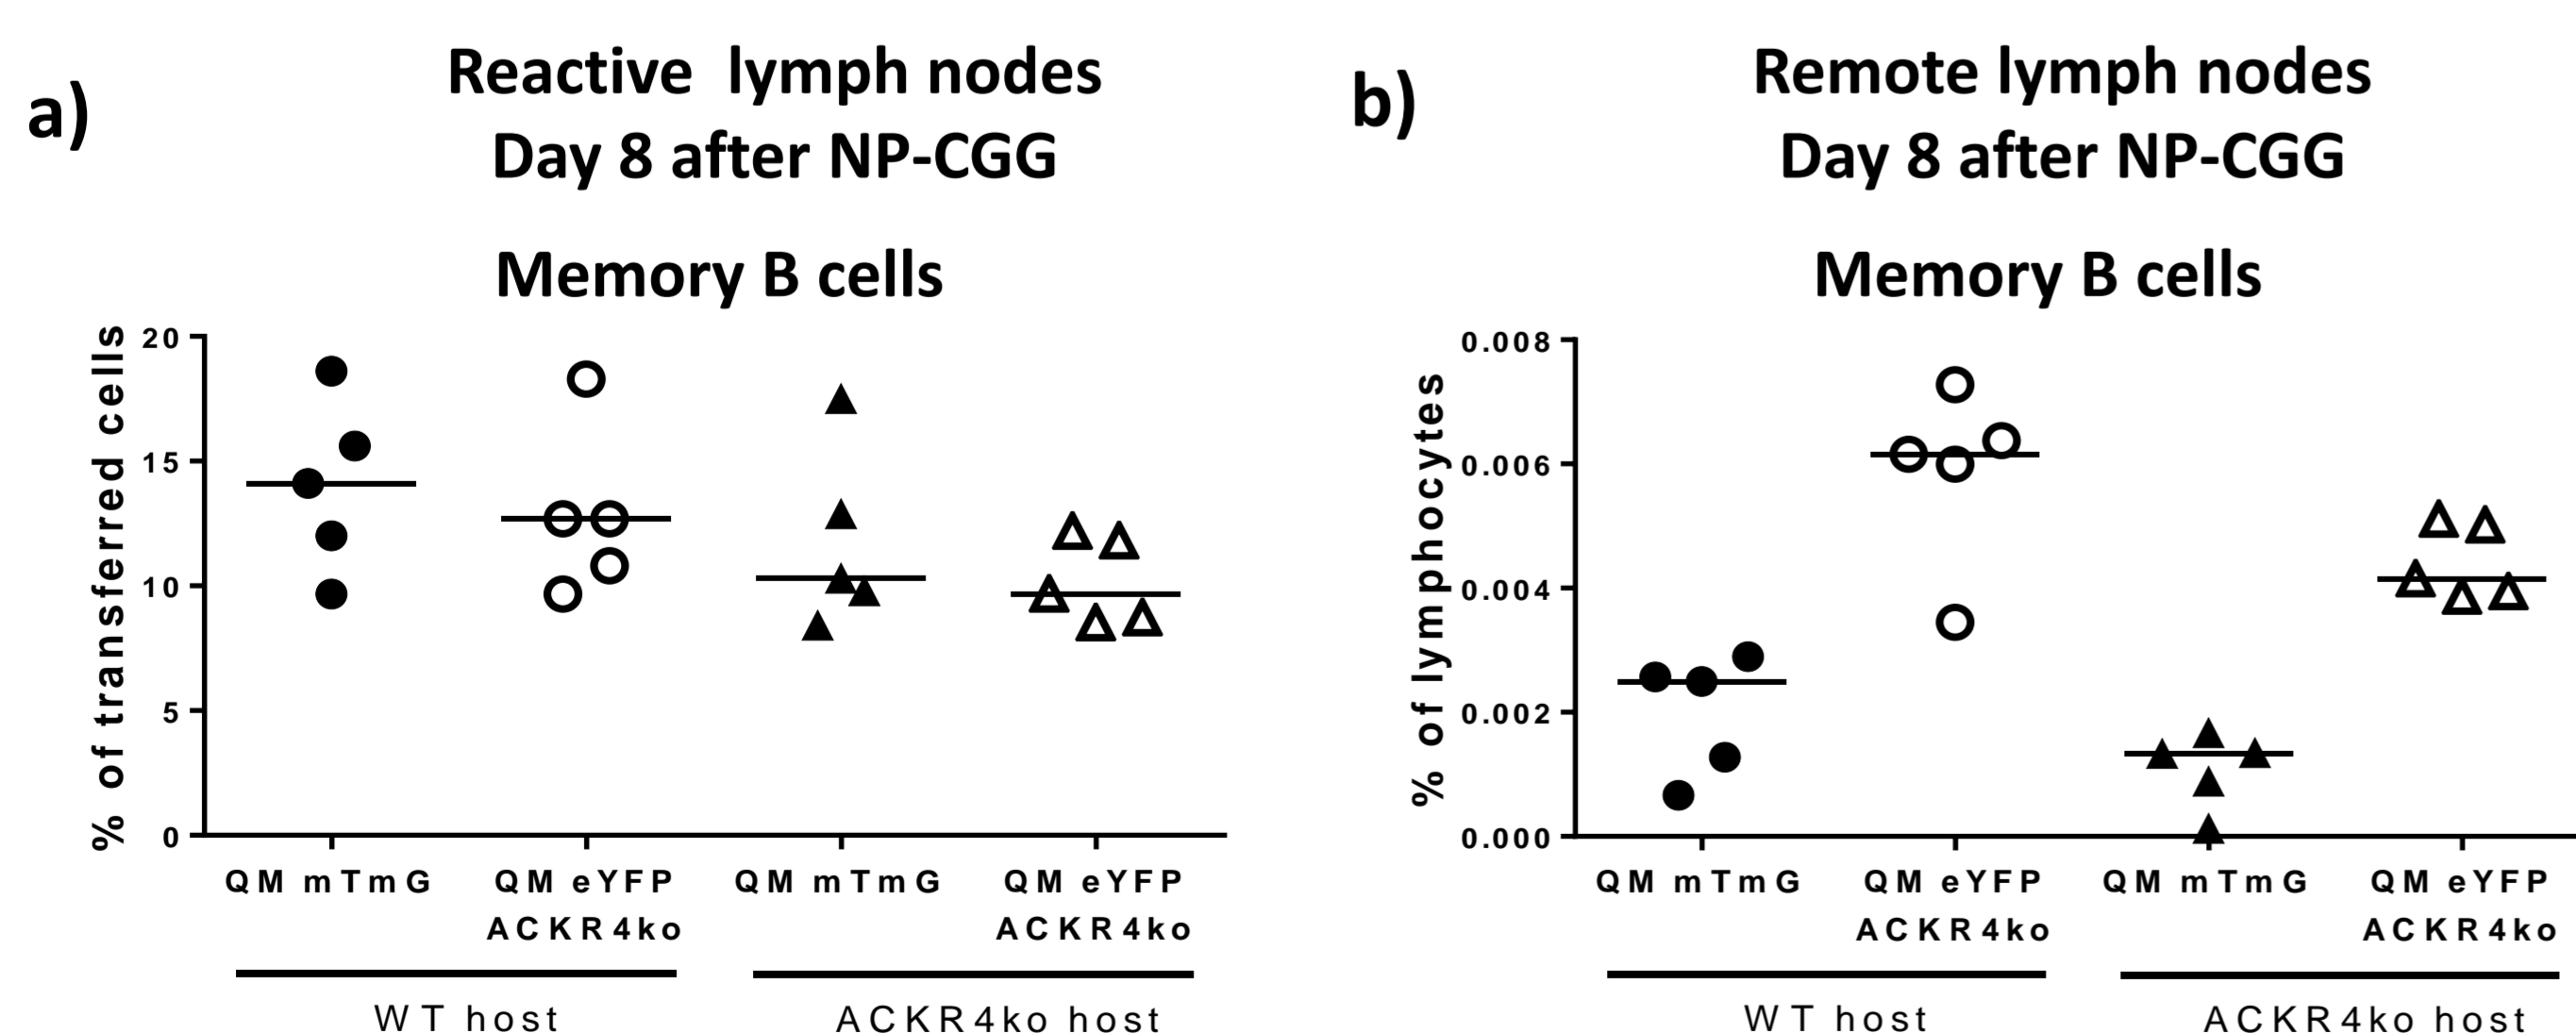 a)
Reactive lymph nodes
Day 8 after NP-CGG
Memory B cells
% of transferred cells
20
15
10
5
0
QM mTmG
QM eYFP
ACKR4ko
QM mTmG
QM eYFP
ACKR4ko
WT host
ACKR4ko host
b)
Remote lymph nodes
Day 8 after NP-CGG
Memory B cells
% of lymphocytes
0.008
0.006
0.004
0.002
0.000
QM mTmG
QM eYFP
ACKR4ko
QM mTmG
QM eYFP
ACKR4ko
WT host
ACKR4ko host